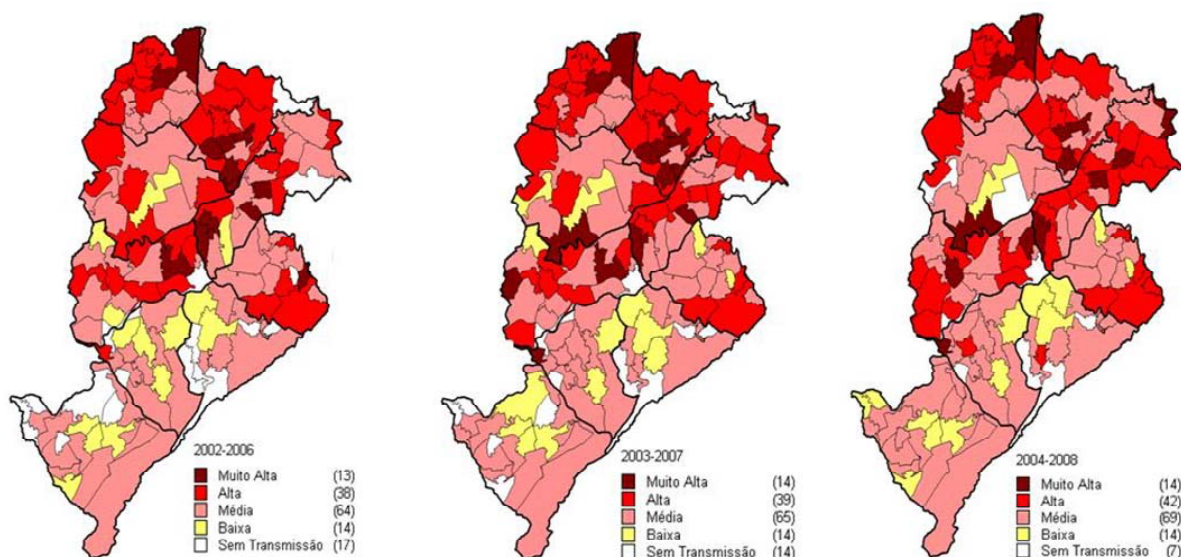 2002-2006
Muito Alta (13)
Alta (38)
Média (64)
Baixa (14)
Sem Transmissão (17)
2003-2007
Muito Alta (14)
Alta (39)
Média (65)
Baixa (14)
Sem Transmissão (14)
2004-2008
Muito Alta (14)
Alta (42)
Média (69)
Baixa (14)
Sem Transmissão (7)